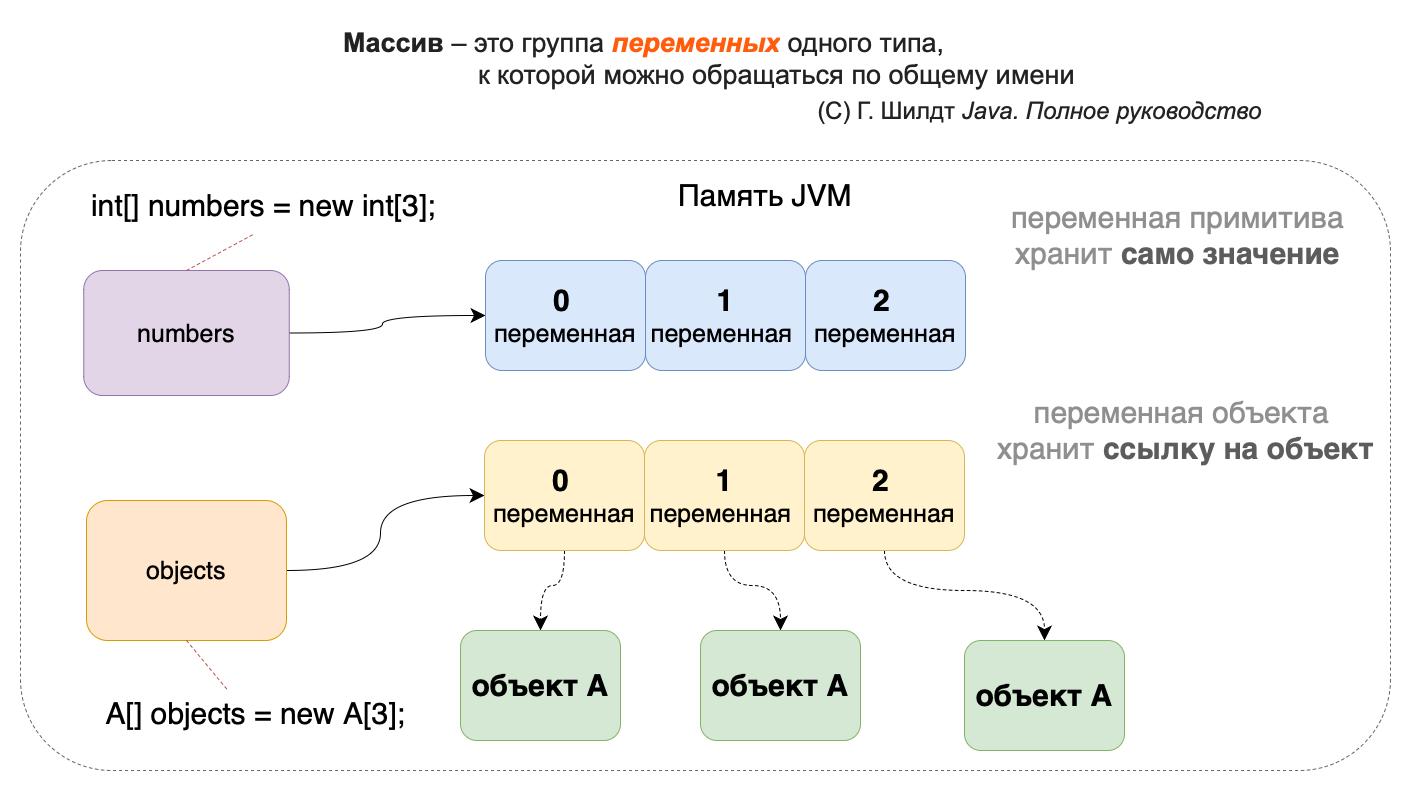 Массив – это группа переменных одного типа,
к которой можно обращаться по общему имени
(С) Г. Шилдт Java. Полное руководство
int[] numbers = new int[3];
Память JVM
переменная примитива
хранит само значение
numbers
0
переменная
1
переменная
2
переменная
переменная объекта
хранит ссылку на объект
objects
0
переменная
1
переменная
2
переменная
объект А
объект А
объект А
A[] objects = new A[3];